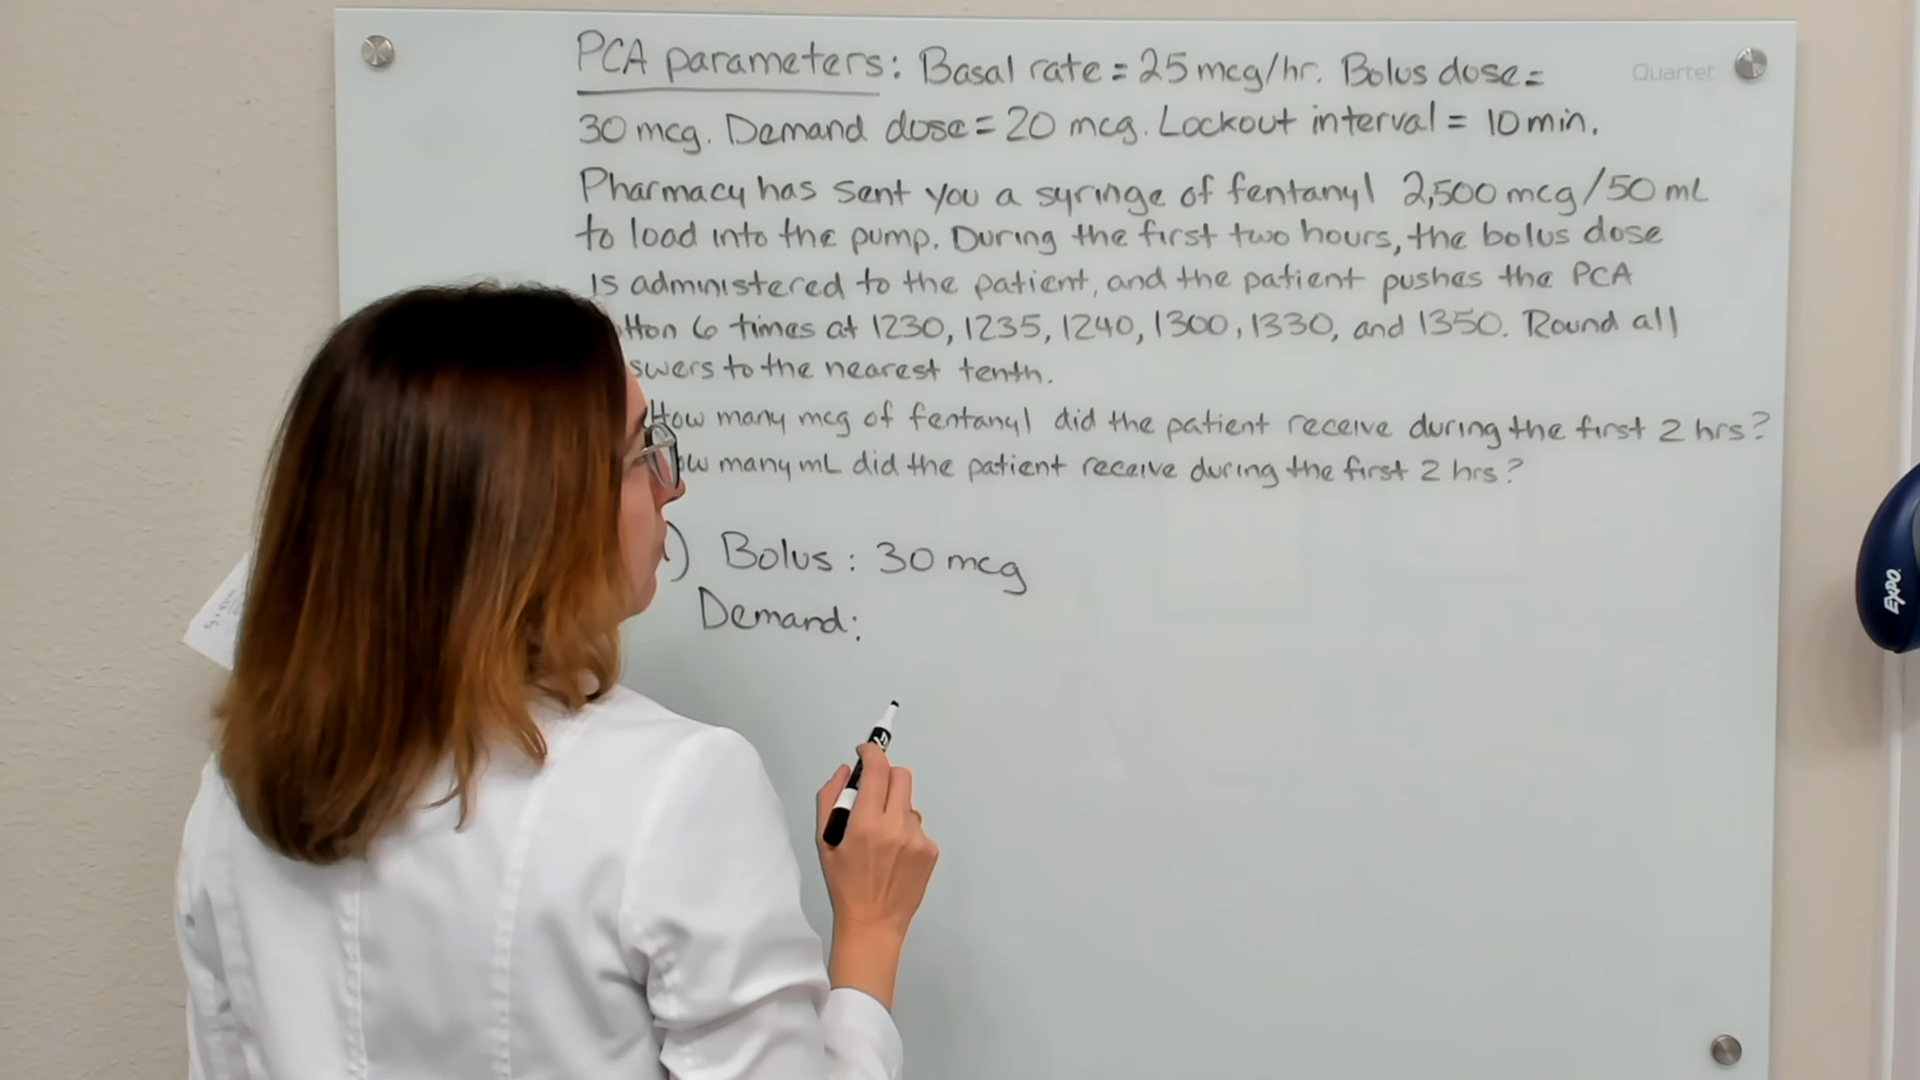 PCA parameters: Basal rate = 25 mcg/hr. Bolus dose =
Quartet
30 mcg. Demand dose = 20 mcg. Lockout interval = 10 min.
Pharmacy has sent you a syringe of fentanyl 2,500 mcg/50 mL
to load into the pump. During the first two hours, the bolus dose
is administered to the patient, and the patient pushes the PCA
tton 6 times at 1230, 1235, 1240, 1300, 1330, and 1350. Round all
swers to the nearest tenth.
How many mcg of fentanyl did the patient receive during the first 2 hrs?
ow many mL did the patient receive during the first 2 hrs?
) Bolus: 30 mcg
Demand:
EXPO